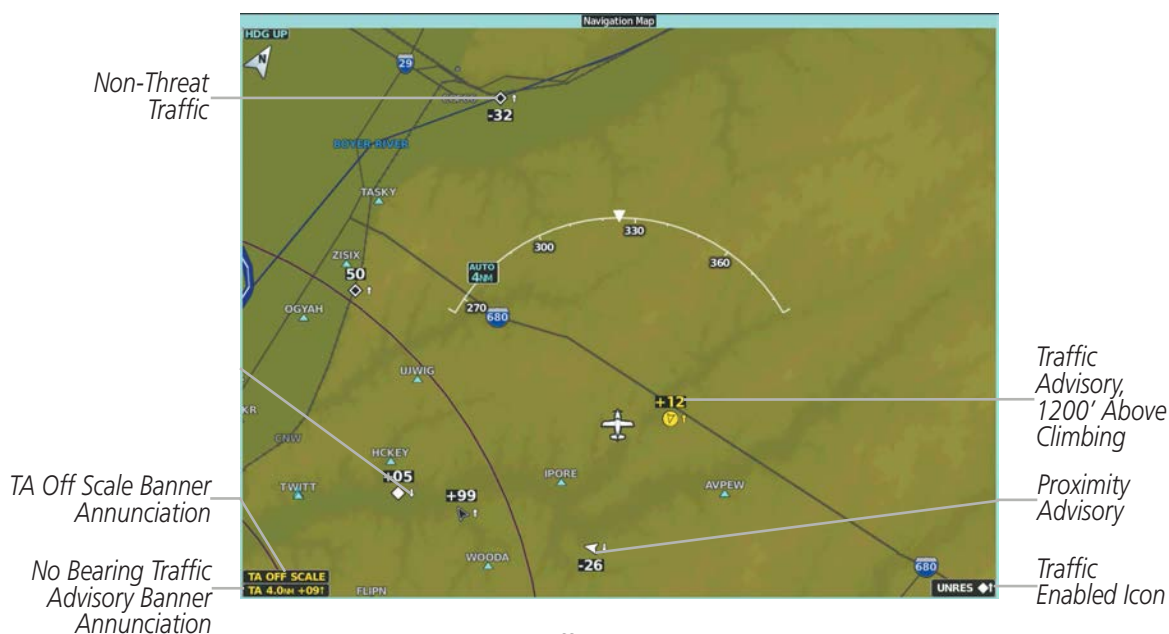 Navigation Map
HDG UP
N
29
Non-Threat
Traffic
-32
BOYER RIVER
TASKY
330
300
360
ZISIX
50
AUTO
4NM
270
OGYAH
680
UJWIG
Traffic
Advisory,
1200' Above
Climbing
+12
KR
CNW
HCKEY
+05
TWITT
+99
IPORE
AVPEW
TA Off Scale Banner
Annunciation
Proximity
Advisory
WOODA
-26
680
No Bearing Traffic
Advisory Banner
Annunciation
TA OFF SCALE
TA 4.0NM +09↑
FLIPN
UNRES ◆↑
Traffic
Enabled Icon